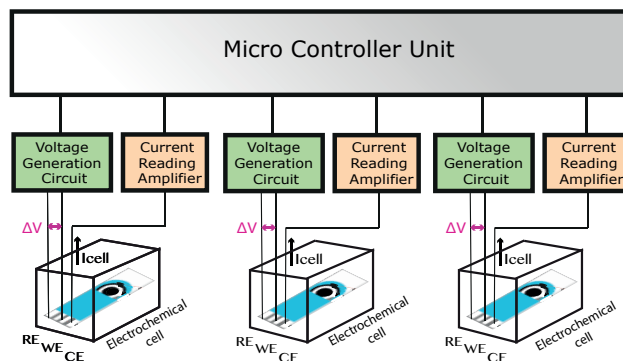 Micro Controller Unit
Voltage
Generation
Circuit
Current
Reading
Amplifier
Voltage
Generation
Circuit
Current
Reading
Amplifier
Voltage
Generation
Circuit
Current
Reading
Amplifier
ΔV
Icell
RE WE CE
Electrochemical
cell
ΔV
Icell
RE WE CE
Electrochemical
cell
ΔV
Icell
RE WE CE
Electrochemical
cell